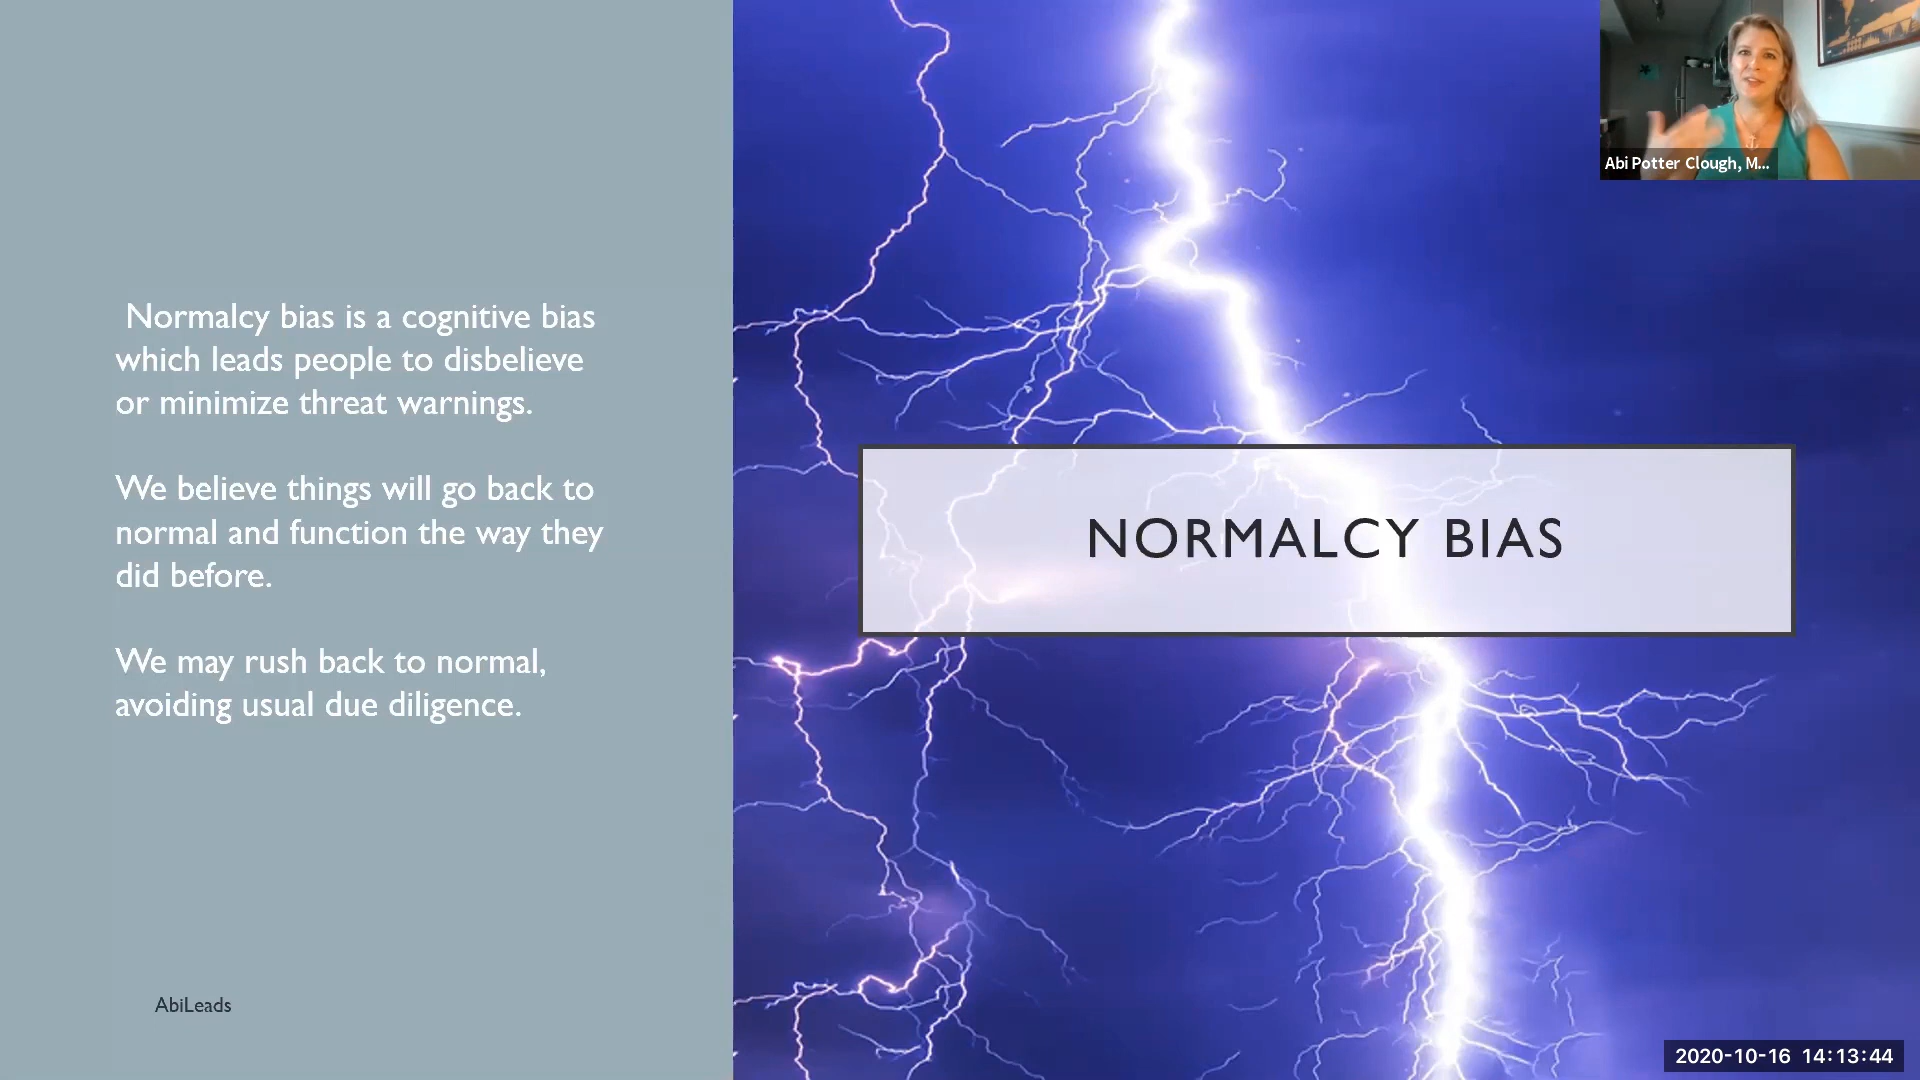 Normalcy bias is a cognitive bias
which leads people to disbelieve
or minimize threat warnings.
We believe things will go back to
normal and function the way they
did before.
We may rush back to normal,
avoiding usual due diligence.
AbiLeads
NORMALCY BIAS
Abi Potter Clough, M...
2020-10-16 14:13:44